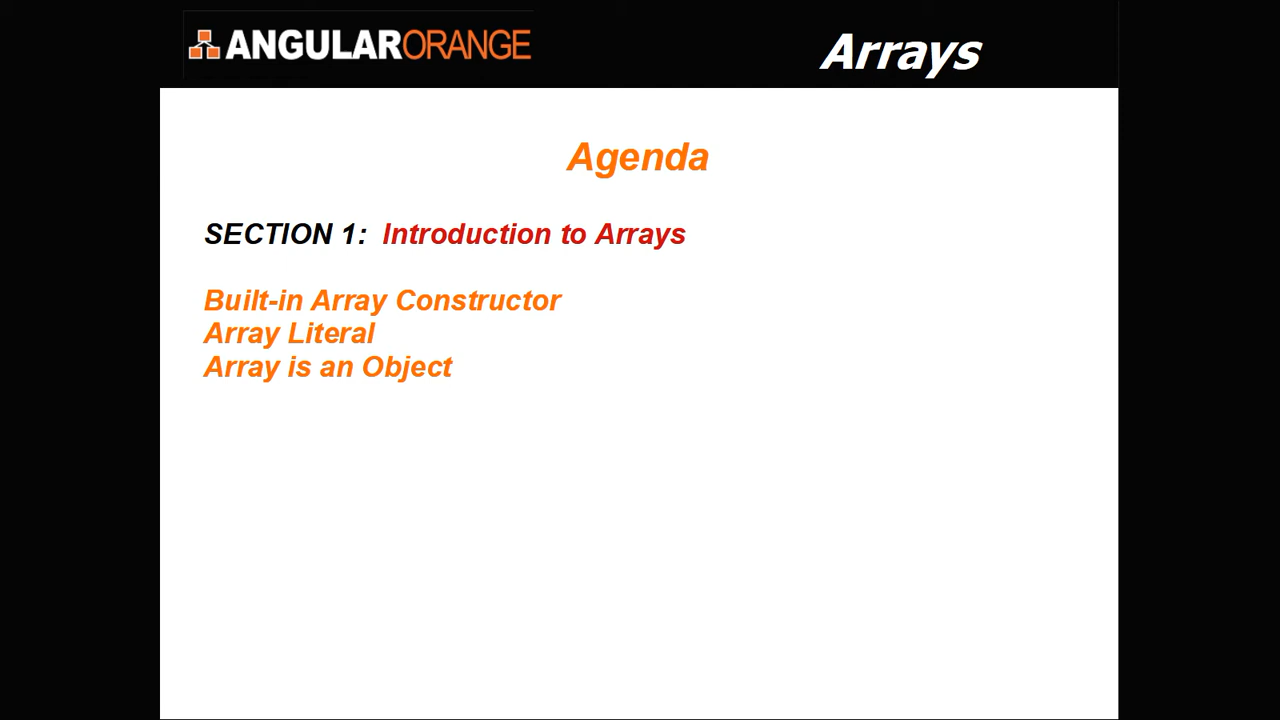 ANGULARORANGE
Arrays
Agenda
SECTION 1: Introduction to Arrays
Built-in Array Constructor
Array Literal
Array is an Object